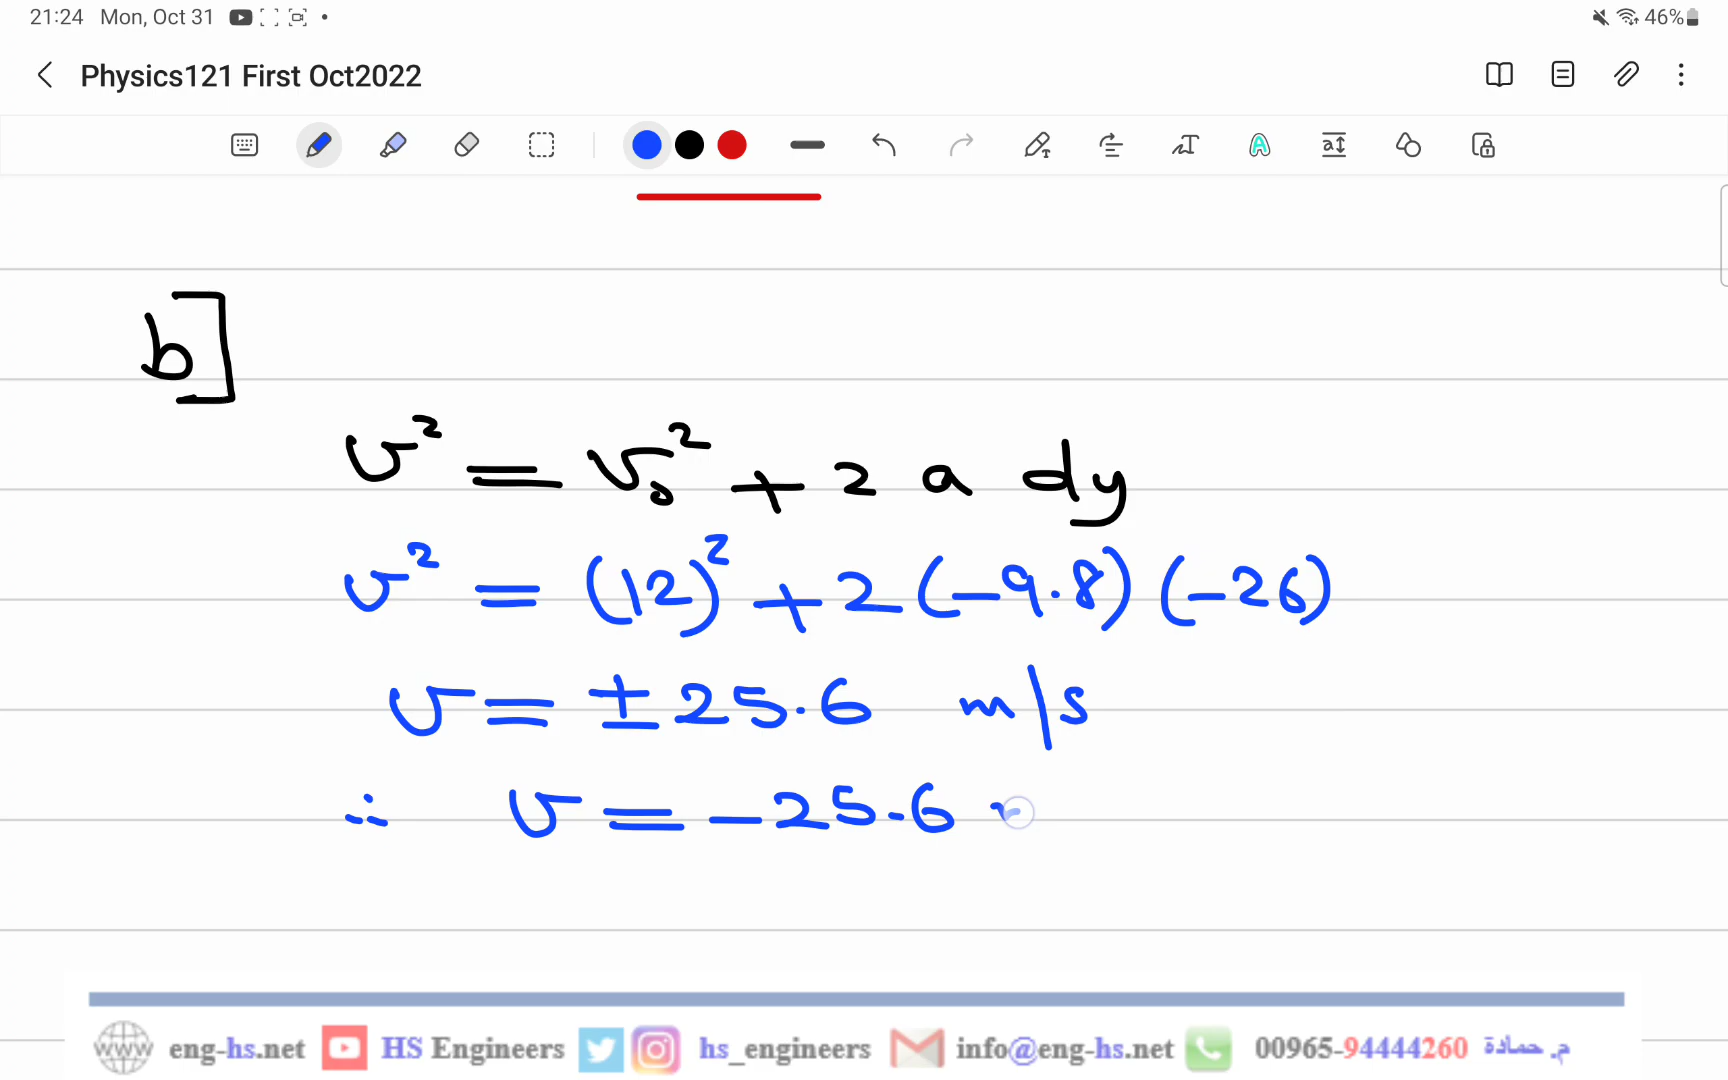 21:24 Mon, Oct 31 46%
Physics121 First Oct2022
b]
v² = v₀² + 2 a dy
v² = (12)² + 2 (-9.8) (-26)
v = ± 25.6 m/s
∴ v = -25.6
www eng-hs.net HS Engineers hs_engineers info@eng-hs.net 00965-94444260 م. حمادة